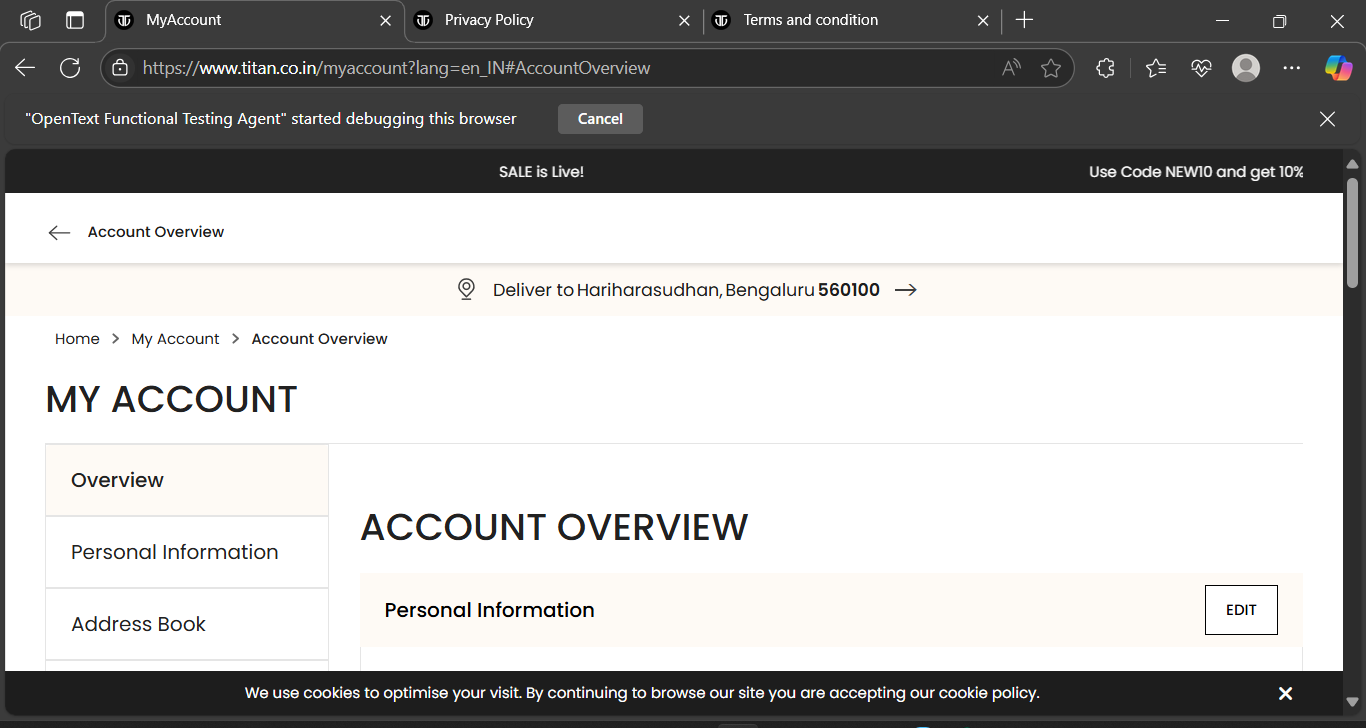 MyAccount
Privacy Policy
Terms and condition
https://www.titan.co.in/myaccount?lang=en_IN#AccountOverview
"OpenText Functional Testing Agent" started debugging this browser
Cancel
SALE is Live!
Use Code NEW10 and get 10%
Account Overview
Deliver to Hariharasudhan, Bengaluru 560100
Home > My Account > Account Overview
MY ACCOUNT
Overview
Personal Information
Address Book
ACCOUNT OVERVIEW
Personal Information
EDIT
We use cookies to optimise your visit. By continuing to browse our site you are accepting our cookie policy.